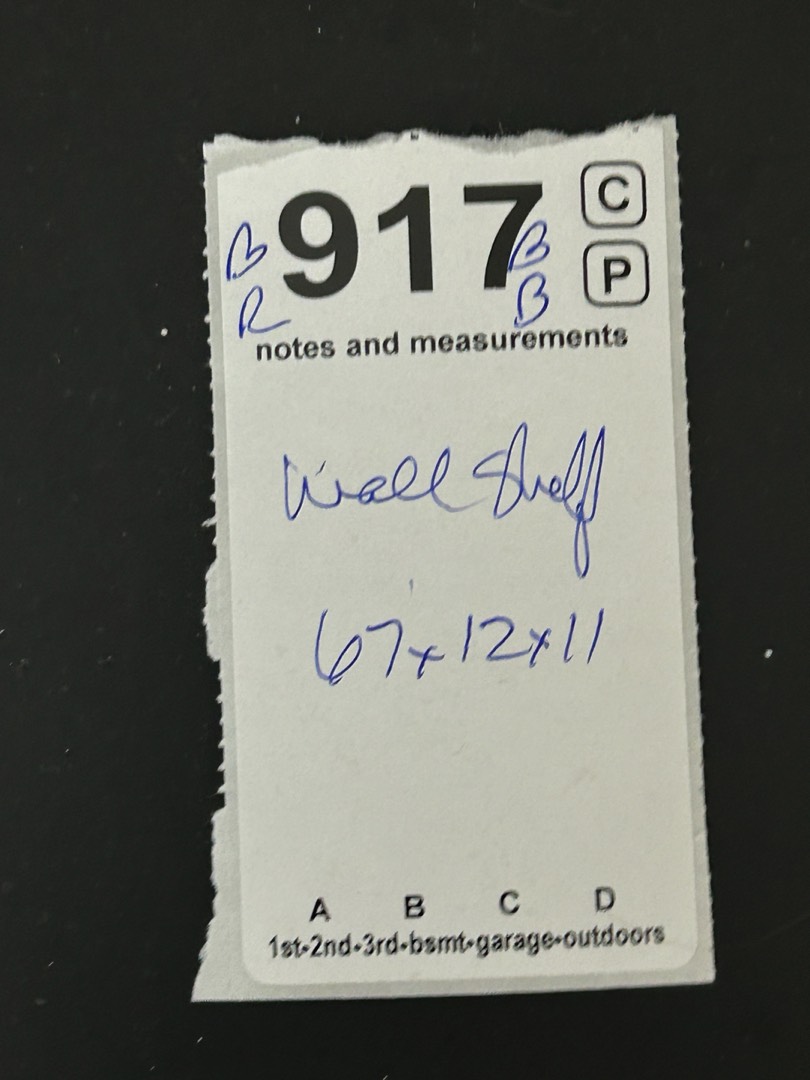 B 917 B C
R B P
notes and measurements
Wall Shelf
67x12x11
A B C D
1st-2nd-3rd-bsmt-garage-outdoors